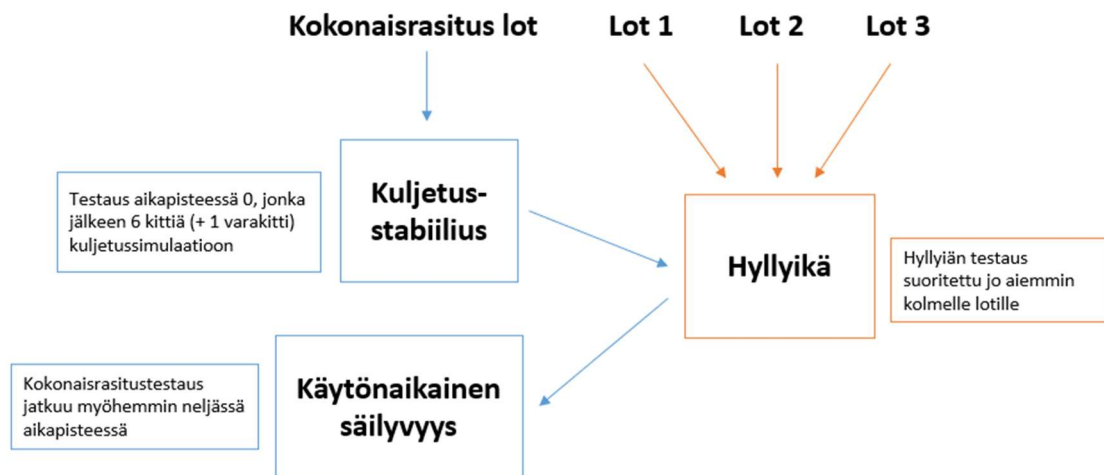 Kokonaisrasitus lot
Lot 1
Lot 2
Lot 3
Testaus aikapisteessä 0, jonka
jälkeen 6 kittiä (+ 1 varakitti)
kuljetussimulaatioon
Kuljetus-
stabiilius
Hyllyikä
Hyllyiän testaus
suoritettu jo aiemmin
kolmelle lotille
Kokonaisrasitustestaus
jatkuu myöhemmin neljässä
aikapisteessä
Käytönaikainen
säilyvyys